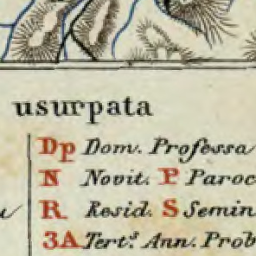 usurpata
Dp Dom. Professa
N Novit. P Paroc
R Resid. S Semin
3A Tert.s Ann. Prob